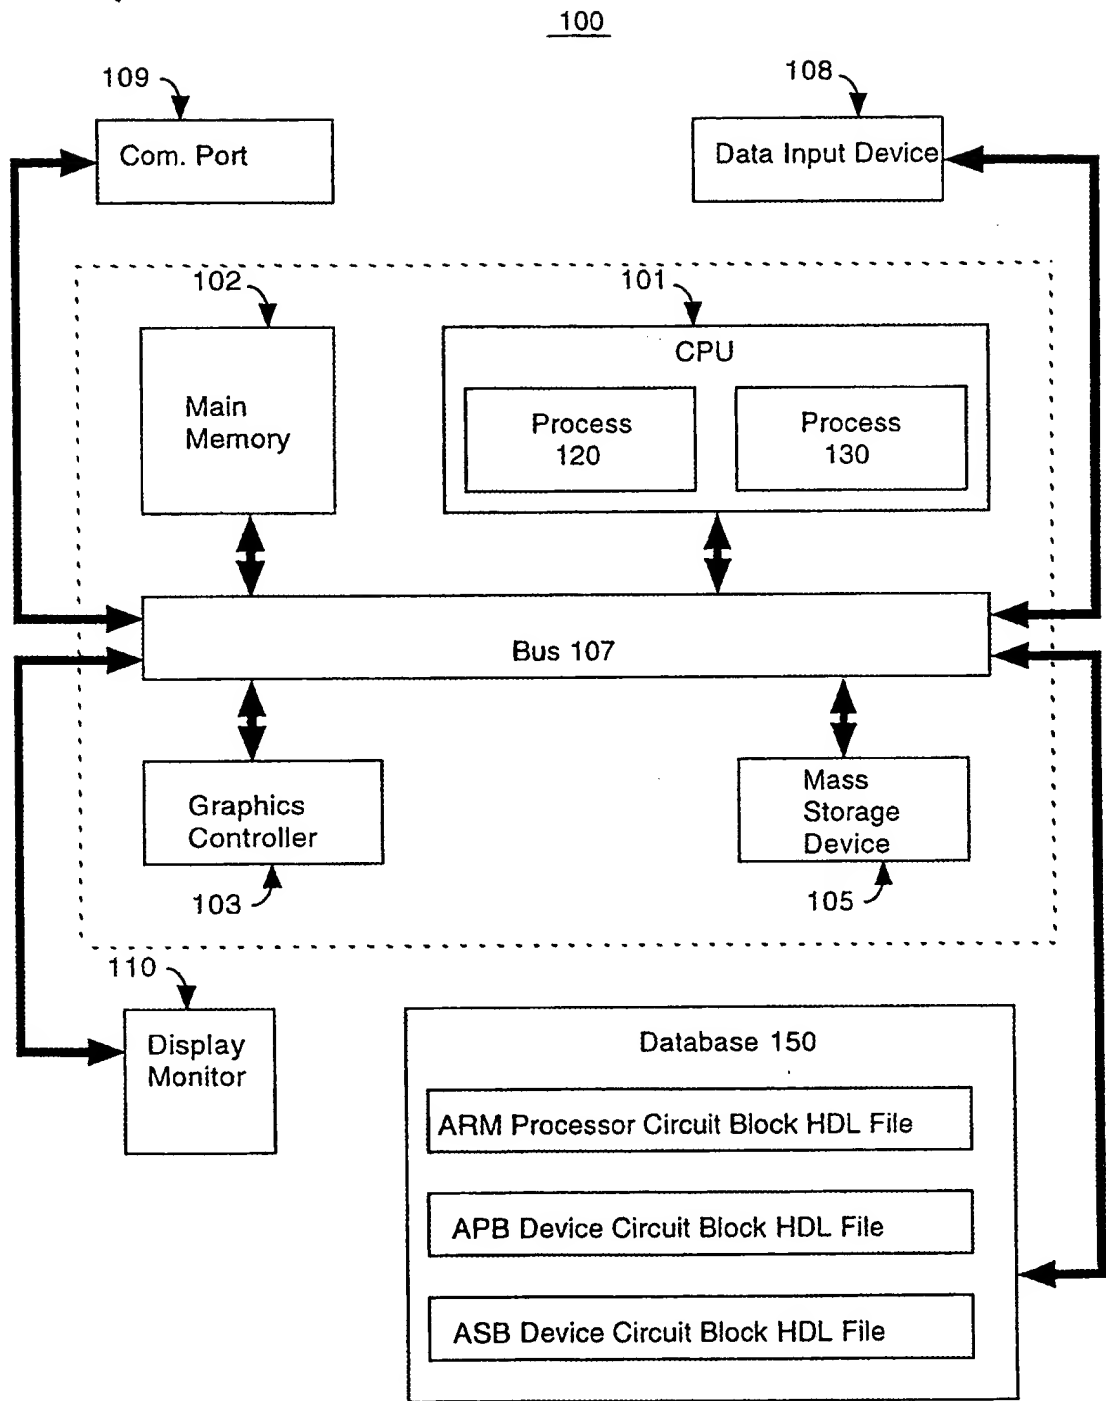 100
109
108
Com. Port
Data Input Device
102
101
CPU
Main
Memory
Process
120
Process
130
Bus 107
Graphics
Controller
Mass
Storage
Device
103
105
110
Display
Monitor
Database 150
ARM Processor Circuit Block HDL File
APB Device Circuit Block HDL File
ASB Device Circuit Block HDL File